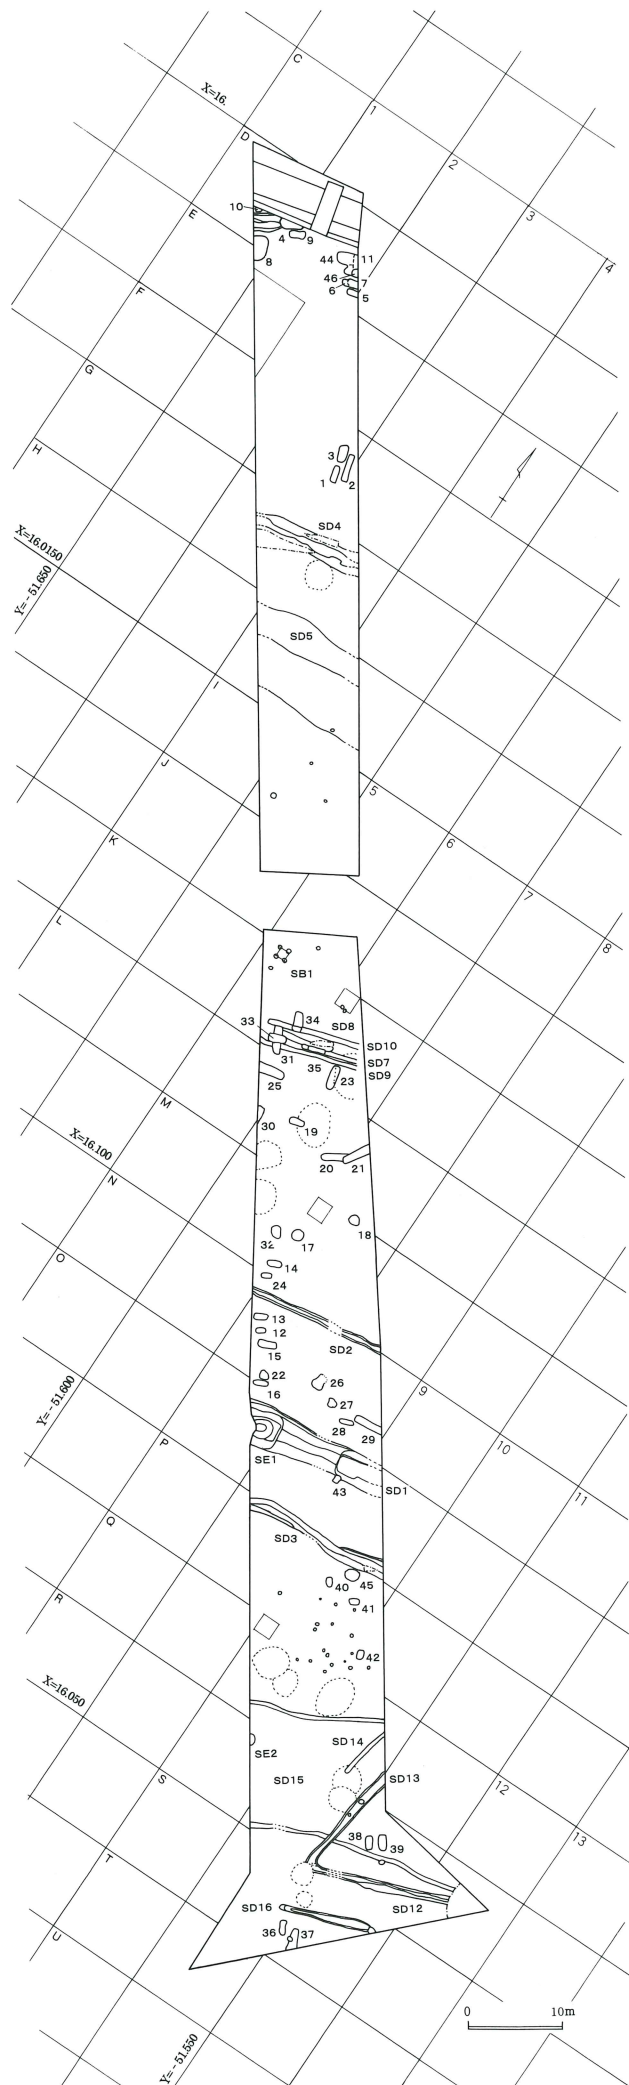 C
X=16.
1
D
2
E
3
10
4
9
4
8
44
11
46
7
6
5
F
G
3
H
1
2
SD4
X=16.0150
Y=-51.650
SD5
I
J
5
K
6
7
L
8
SB1
33
34
SD8
SD10
31
35
SD7
SD9
25
23
M
30
19
X=16.100
20
21
N
18
32
17
O
14
24
13
12
SD2
15
22
26
9
16
Y=-51.600
27
28
29
10
P
SE1
43
SD1
11
Q
SD3
40
45
R
41
42
X=16.050
SD14
SE2
SD13
S
SD15
12
13
38
39
T
SD16
SD12
U
36
37
0
10m
Y=-51.550